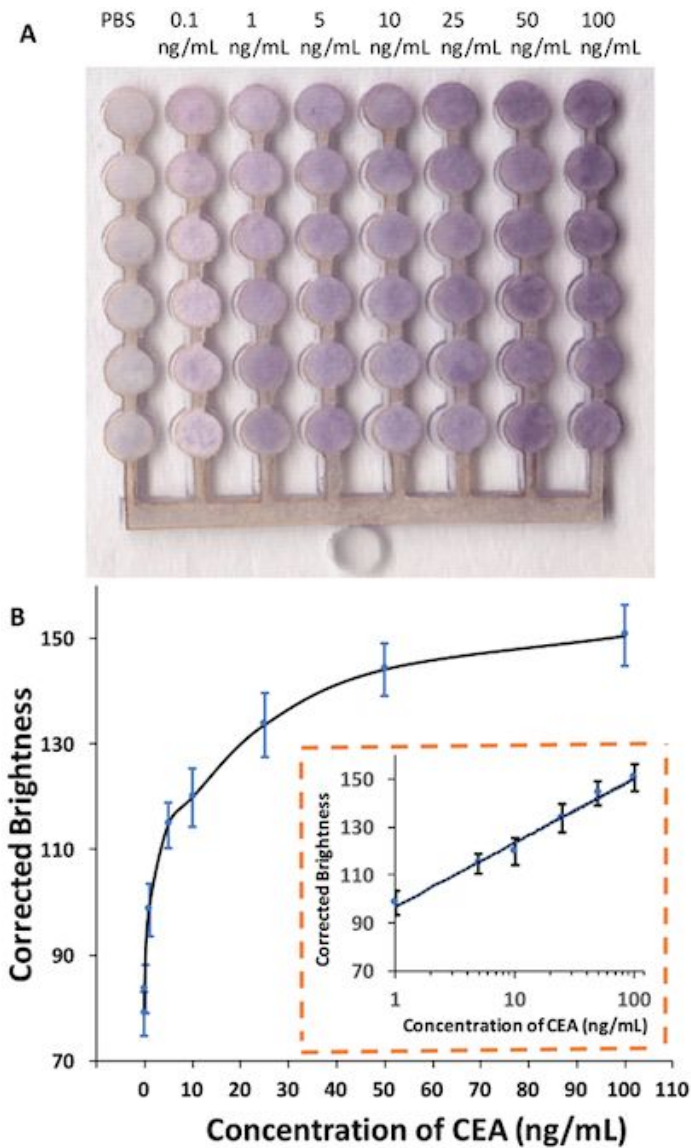 A
PBS 0.1 1 5 10 25 50 100
ng/mL ng/mL ng/mL ng/mL ng/mL ng/mL ng/mL
B
Corrected Brightness
150
130
110
90
70
0 10 20 30 40 50 60 70 80 90 100 110
Concentration of CEA (ng/mL)
Corrected Brightness
150
130
110
90
70
1 10 100
Concentration of CEA (ng/mL)